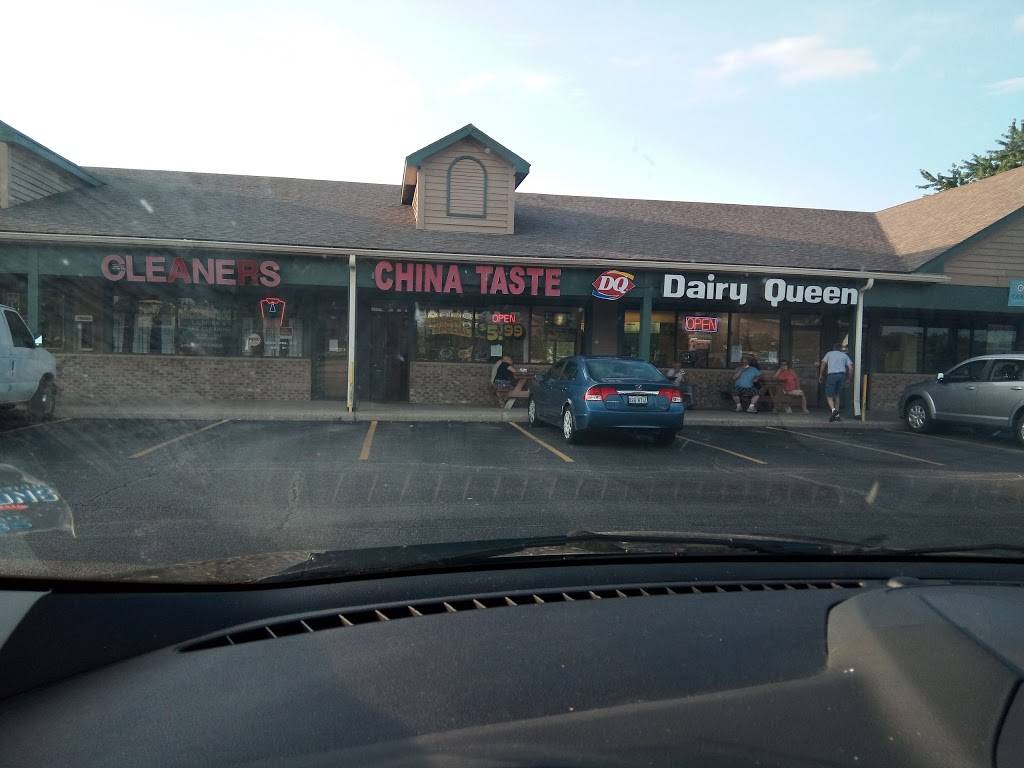 CLEANERS
CHINA TASTE
DQ
Dairy Queen
OPEN
$5.99
OPEN